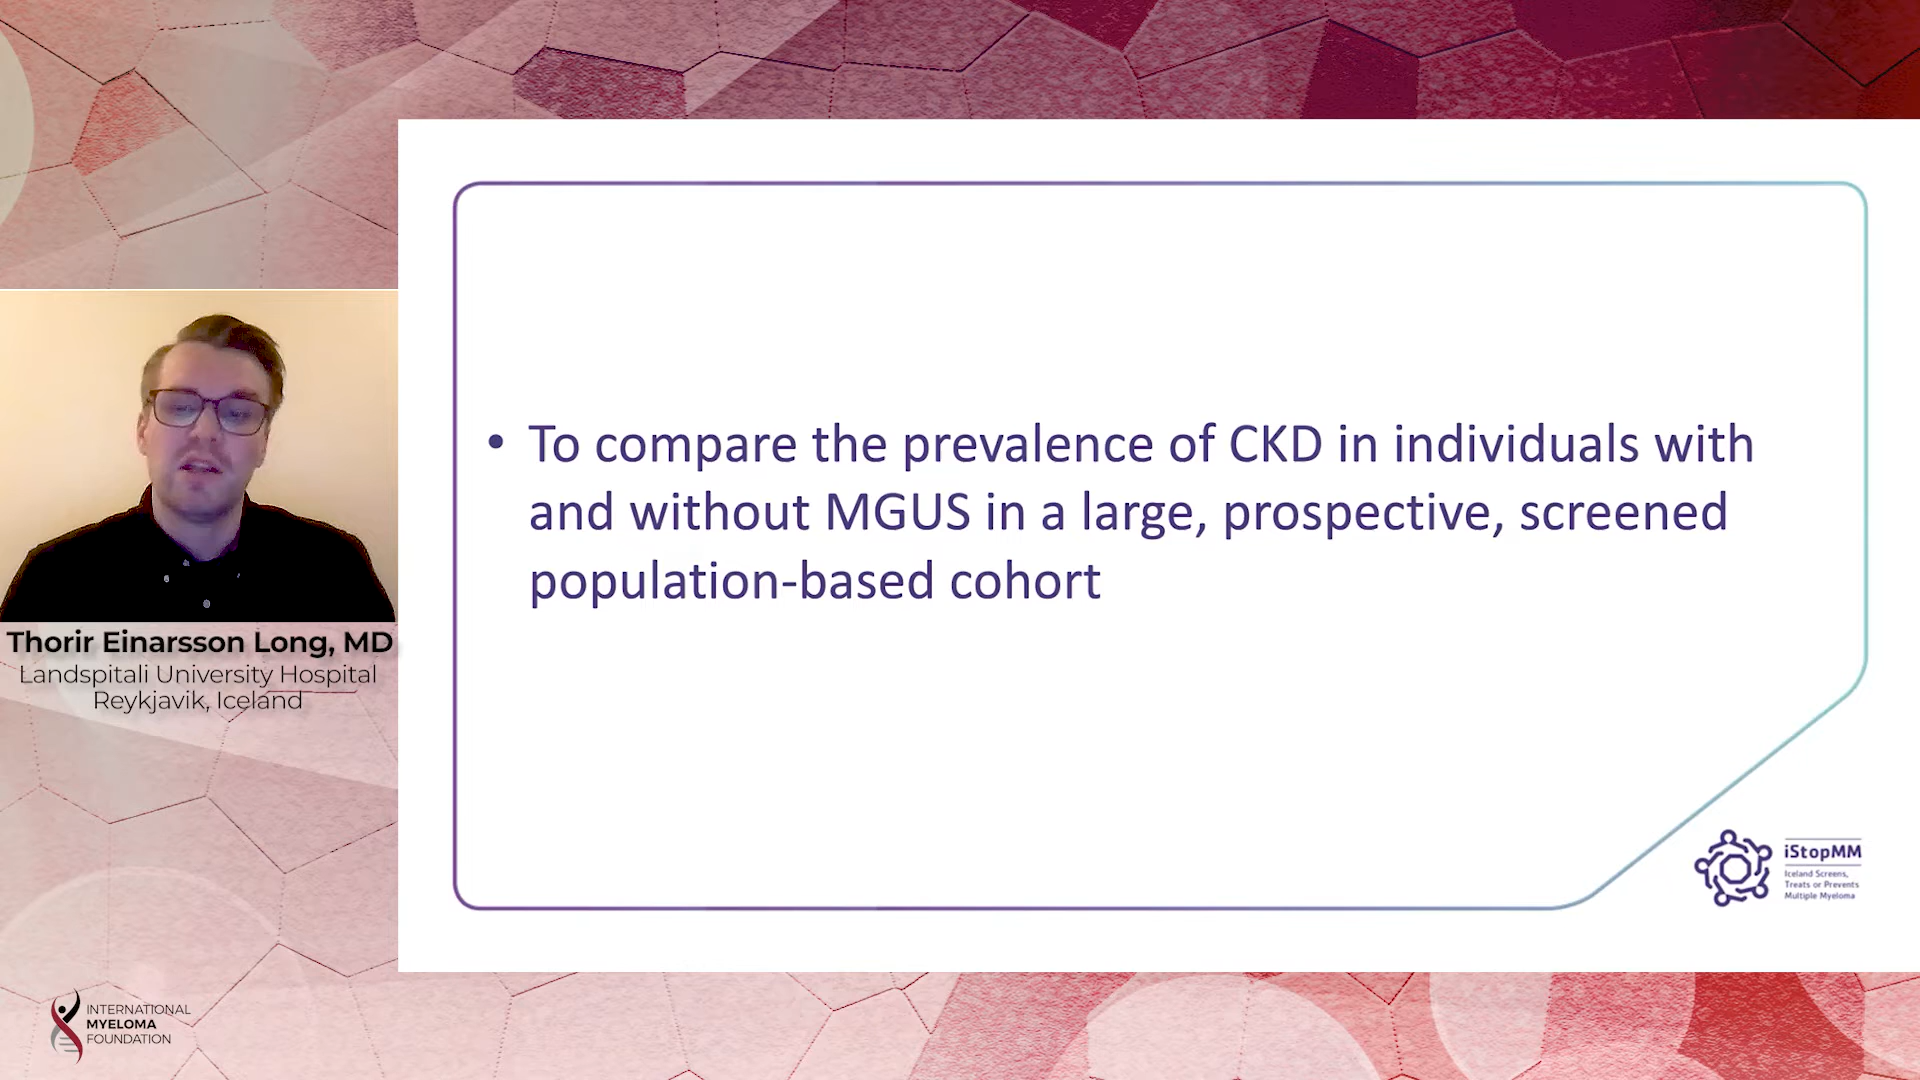 • To compare the prevalence of CKD in individuals with
and without MGUS in a large, prospective, screened
population-based cohort
Thorir Einarsson Long, MD
Landspitali University Hospital
Reykjavik, Iceland
iStopMM
Iceland Screens,
Treats or Prevents
Multiple Myeloma
INTERNATIONAL
MYELOMA
FOUNDATION